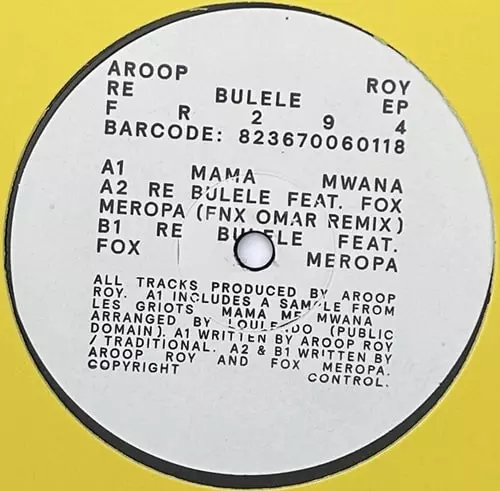 AROOP ROY
RE BULELE EP
F R 2 9 4
BARCODE: 823670060118
A1 MAMA MWANA
A2 RE BULELE FEAT. FOX
MEROPA (FNX OMAR REMIX)
B1 RE BULELE FEAT.
FOX MEROPA
ALL TRACKS PRODUCED BY AROOP
ROY. A1 INCLUDES A SAMPLE FROM
LES GRIOTS MAMA ME MWANA
ARRANGED BY LOULENDO (PUBLIC
DOMAIN). A1 WRITTEN BY AROOP ROY
/ TRADITIONAL. A2 & B1 WRITTEN BY
AROOP ROY AND FOX MEROPA.
COPYRIGHT CONTROL.